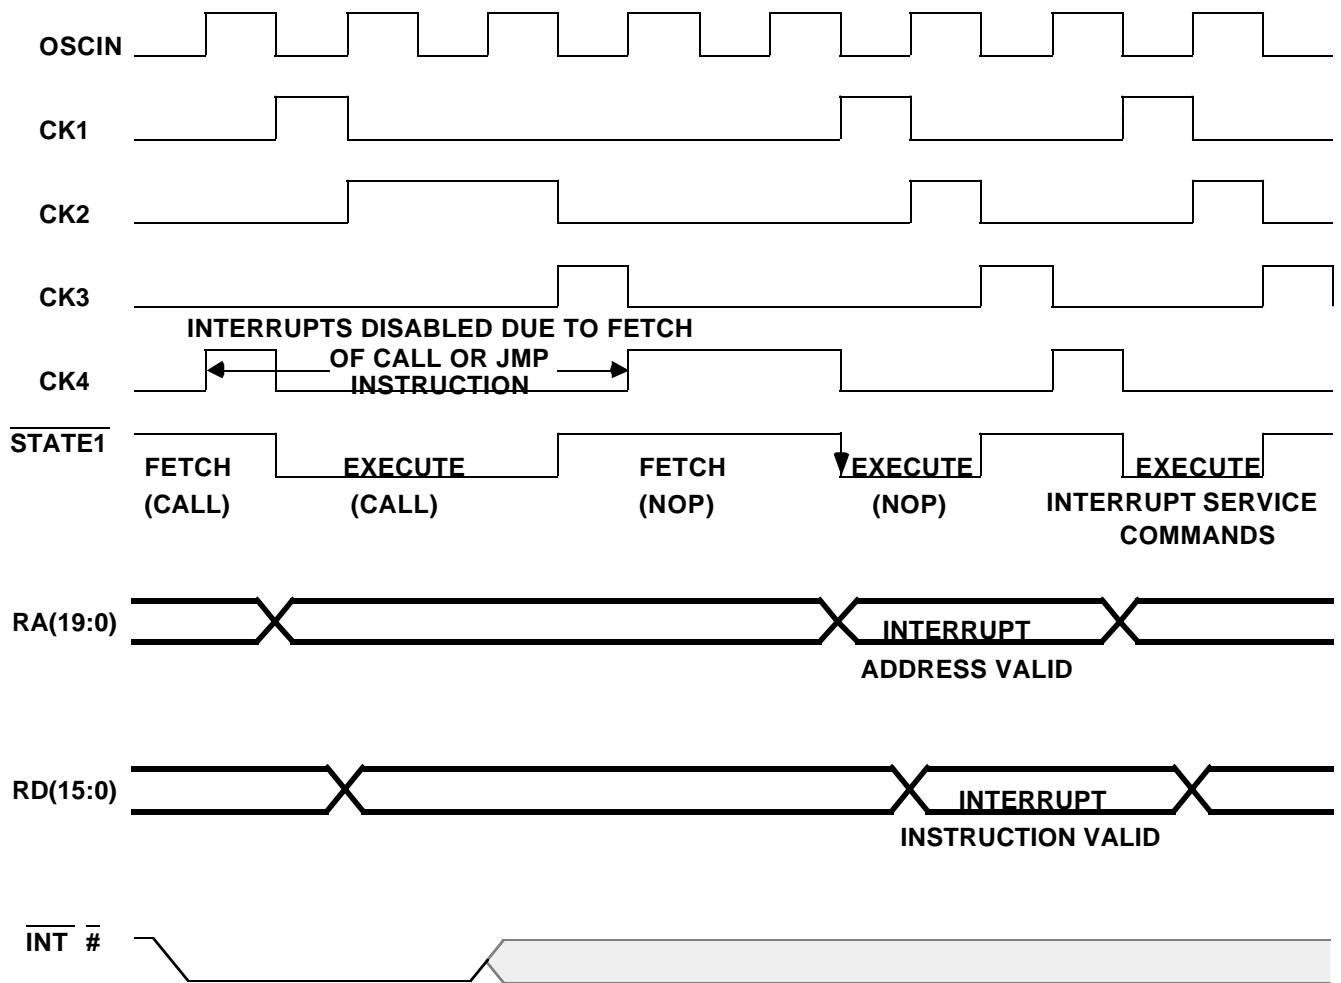 OSCIN
CK1
CK2
CK3
INTERRUPTS DISABLED DUE TO FETCH
OF CALL OR JMP
INSTRUCTION
CK4
STATE1
FETCH EXECUTE FETCH EXECUTE EXECUTE
(CALL) (CALL) (NOP) (NOP) INTERRUPT SERVICE
COMMANDS
RA(19:0) INTERRUPT
ADDRESS VALID
RD(15:0) INTERRUPT
INSTRUCTION VALID
INT #